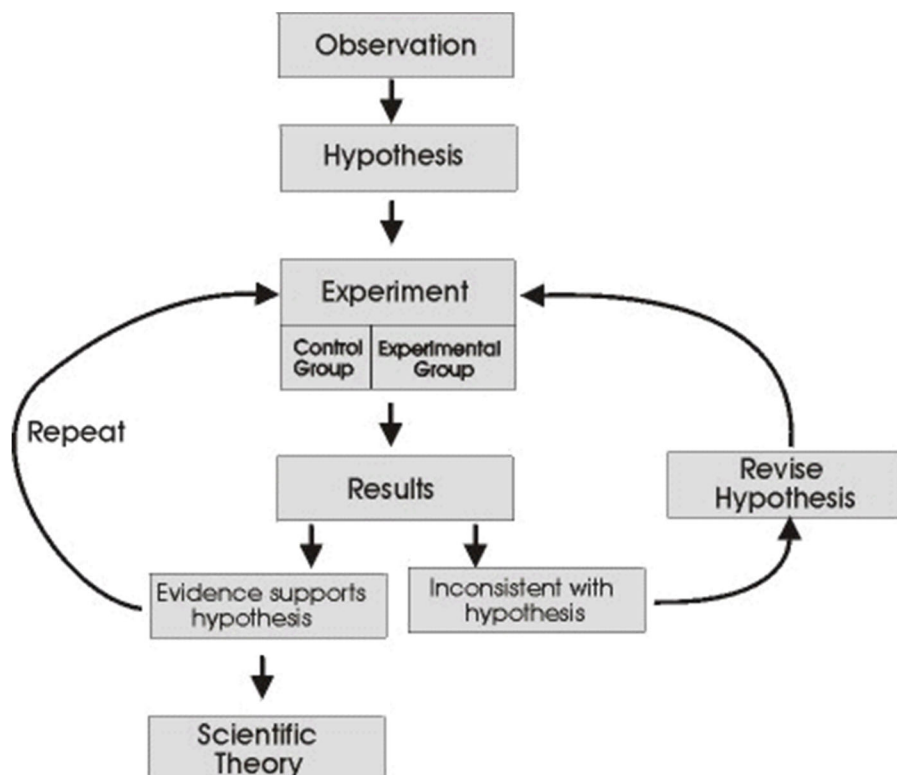 Observation
Hypothesis
Experiment
Control
Group
Experimental
Group
Repeat
Results
Revise
Hypothesis
Evidence supports
hypothesis
Inconsistent with
hypothesis
Scientific
Theory